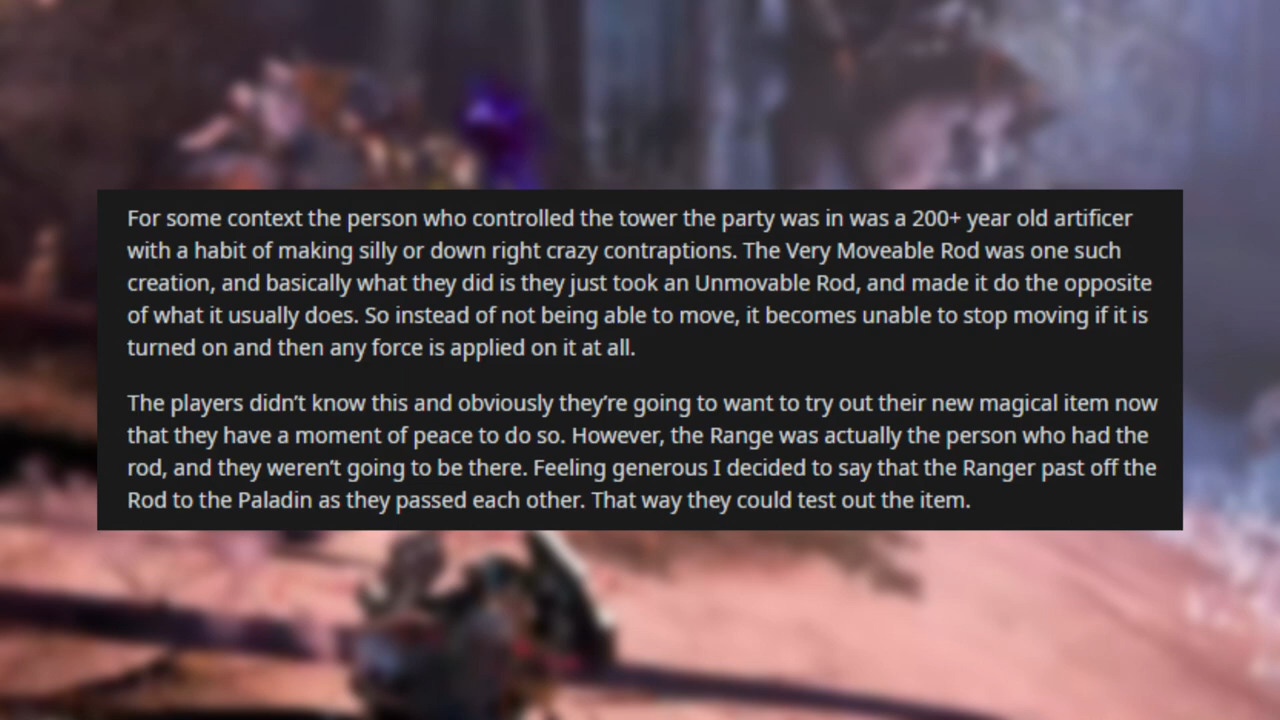 For some context the person who controlled the tower the party was in was a 200+ year old artificer
with a habit of making silly or down right crazy contraptions. The Very Moveable Rod was one such
creation, and basically what they did is they just took an Unmovable Rod, and made it do the opposite
of what it usually does. So instead of not being able to move, it becomes unable to stop moving if it is
turned on and then any force is applied on it at all.
The players didn’t know this and obviously they’re going to want to try out their new magical item now
that they have a moment of peace to do so. However, the Range was actually the person who had the
rod, and they weren’t going to be there. Feeling generous I decided to say that the Ranger past off the
Rod to the Paladin as they passed each other. That way they could test out the item.